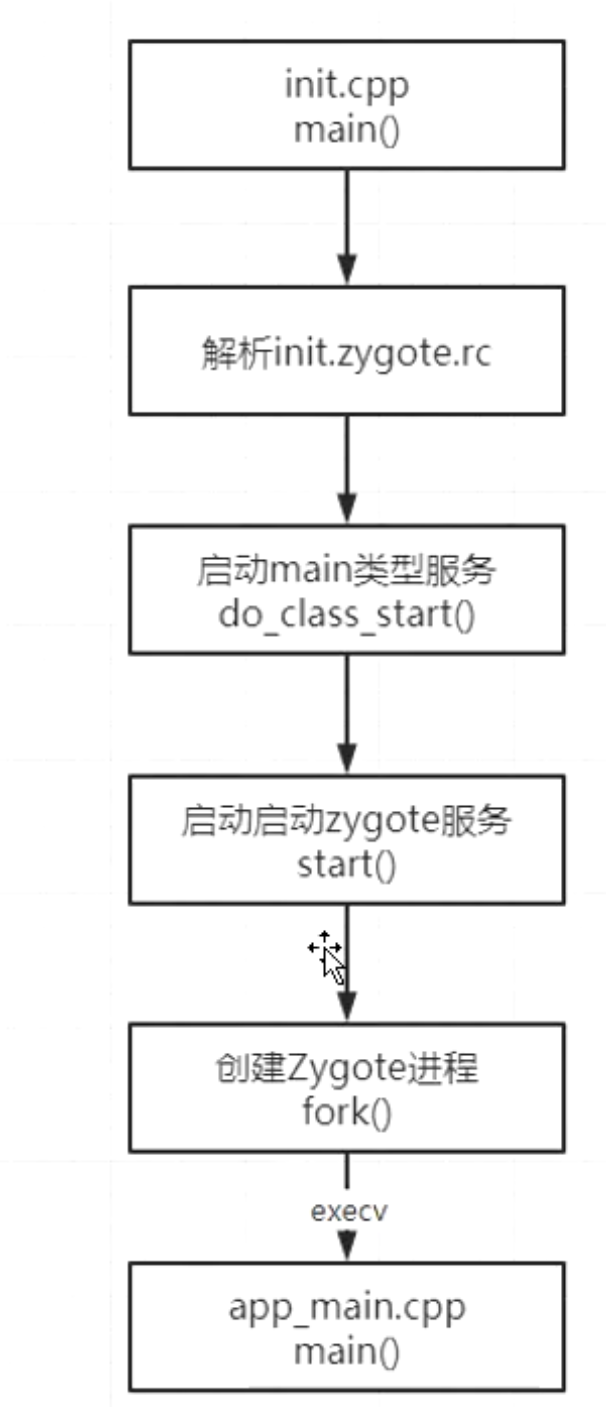 init.cpp
main()
解析init.zygote.rc
启动main类型服务
do_class_start()
启动启动zygote服务
start()
创建Zygote进程
fork()
execv
app_main.cpp
main()